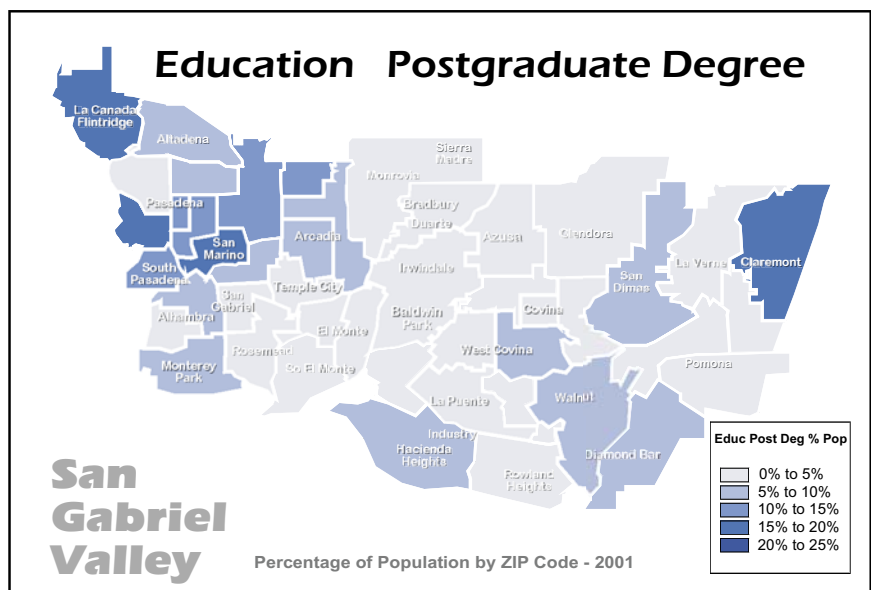 Education Postgraduate Degree
La Canada
Flintridge
Altadena
Sierra
Madre
Monrovia
Pasadena
Bradbury
Duarte
San
Marino
Arcadia
Azusa
Glendora
La Verne
Claremont
South
Pasadena
Irwindale
San
Dimas
Temple City
San
Gabriel
Alhambra
Baldwin
Park
Covina
El Monte
Rosemead
West Covina
Monterey
Park
So El Monte
Pomona
La Puente
Walnut
Industry
Hacienda
Heights
Diamond Bar
Rowland
Heights
Educ Post Deg % Pop
0% to 5%
5% to 10%
10% to 15%
15% to 20%
20% to 25%
San
Gabriel
Valley
Percentage of Population by ZIP Code - 2001